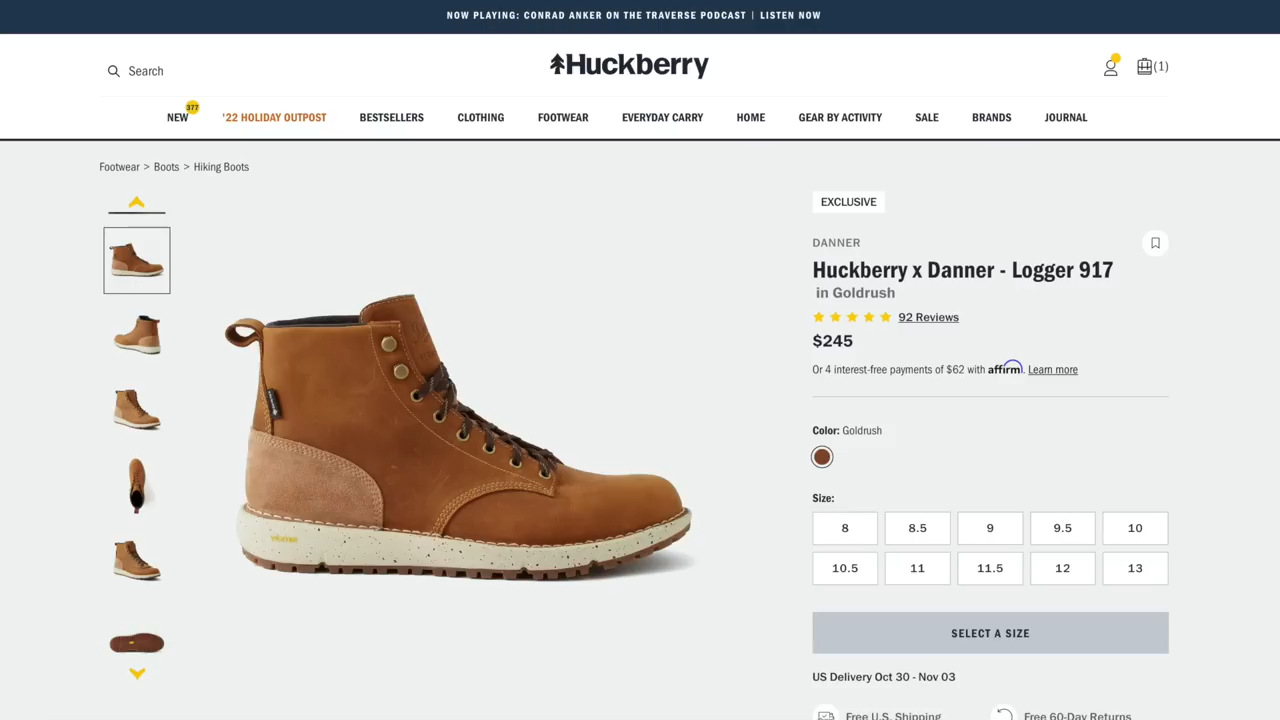 NOW PLAYING: CONRAD ANKER ON THE TRAVERSE PODCAST | LISTEN NOW
Search
Huckberry
(1)
377
NEW
'22 HOLIDAY OUTPOST
BESTSELLERS
CLOTHING
FOOTWEAR
EVERYDAY CARRY
HOME
GEAR BY ACTIVITY
SALE
BRANDS
JOURNAL
Footwear > Boots > Hiking Boots
EXCLUSIVE
DANNER
Huckberry x Danner - Logger 917
in Goldrush
92 Reviews
$245
Or 4 interest-free payments of $62 with affirm. Learn more
Color: Goldrush
Size:
8 8.5 9 9.5 10
10.5 11 11.5 12 13
SELECT A SIZE
US Delivery Oct 30 - Nov 03
Free U.S. Shipping
Free 60-Day Returns
vibram